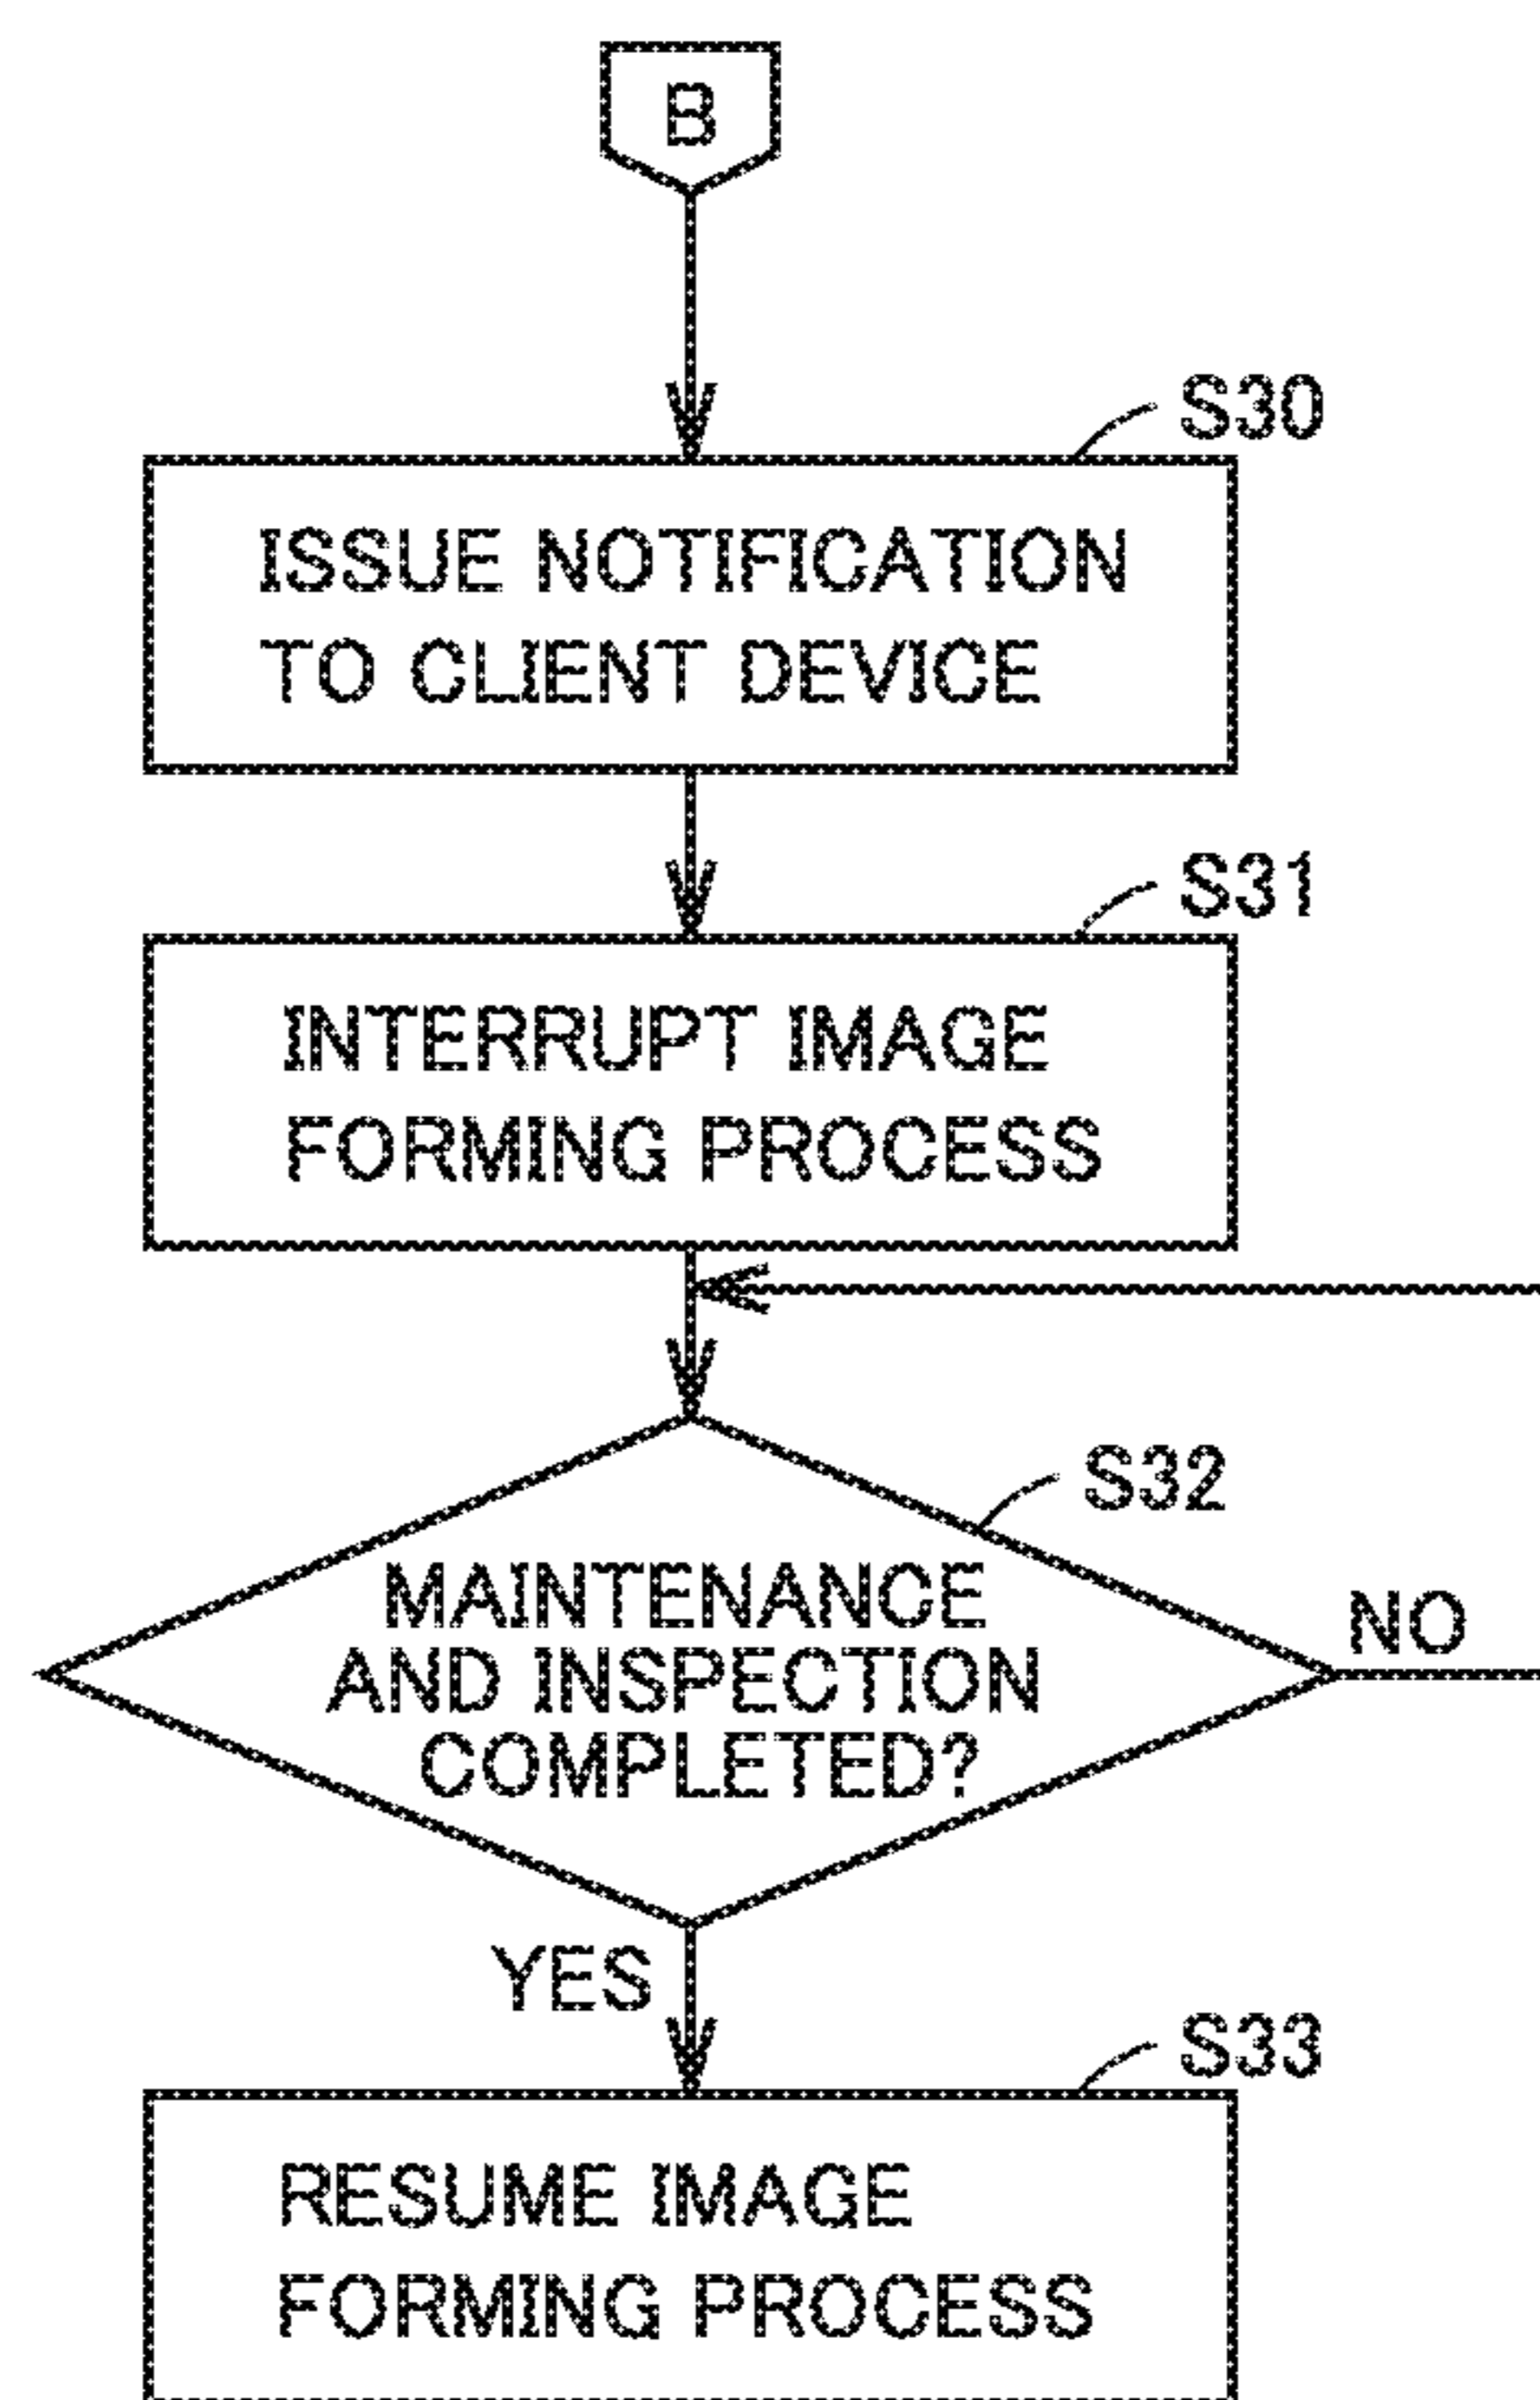 B
S30
ISSUE NOTIFICATION
TO CLIENT DEVICE
S31
INTERRUPT IMAGE
FORMING PROCESS
S32
MAINTENANCE
AND INSPECTION
COMPLETED?
NO
YES
S33
RESUME IMAGE
FORMING PROCESS